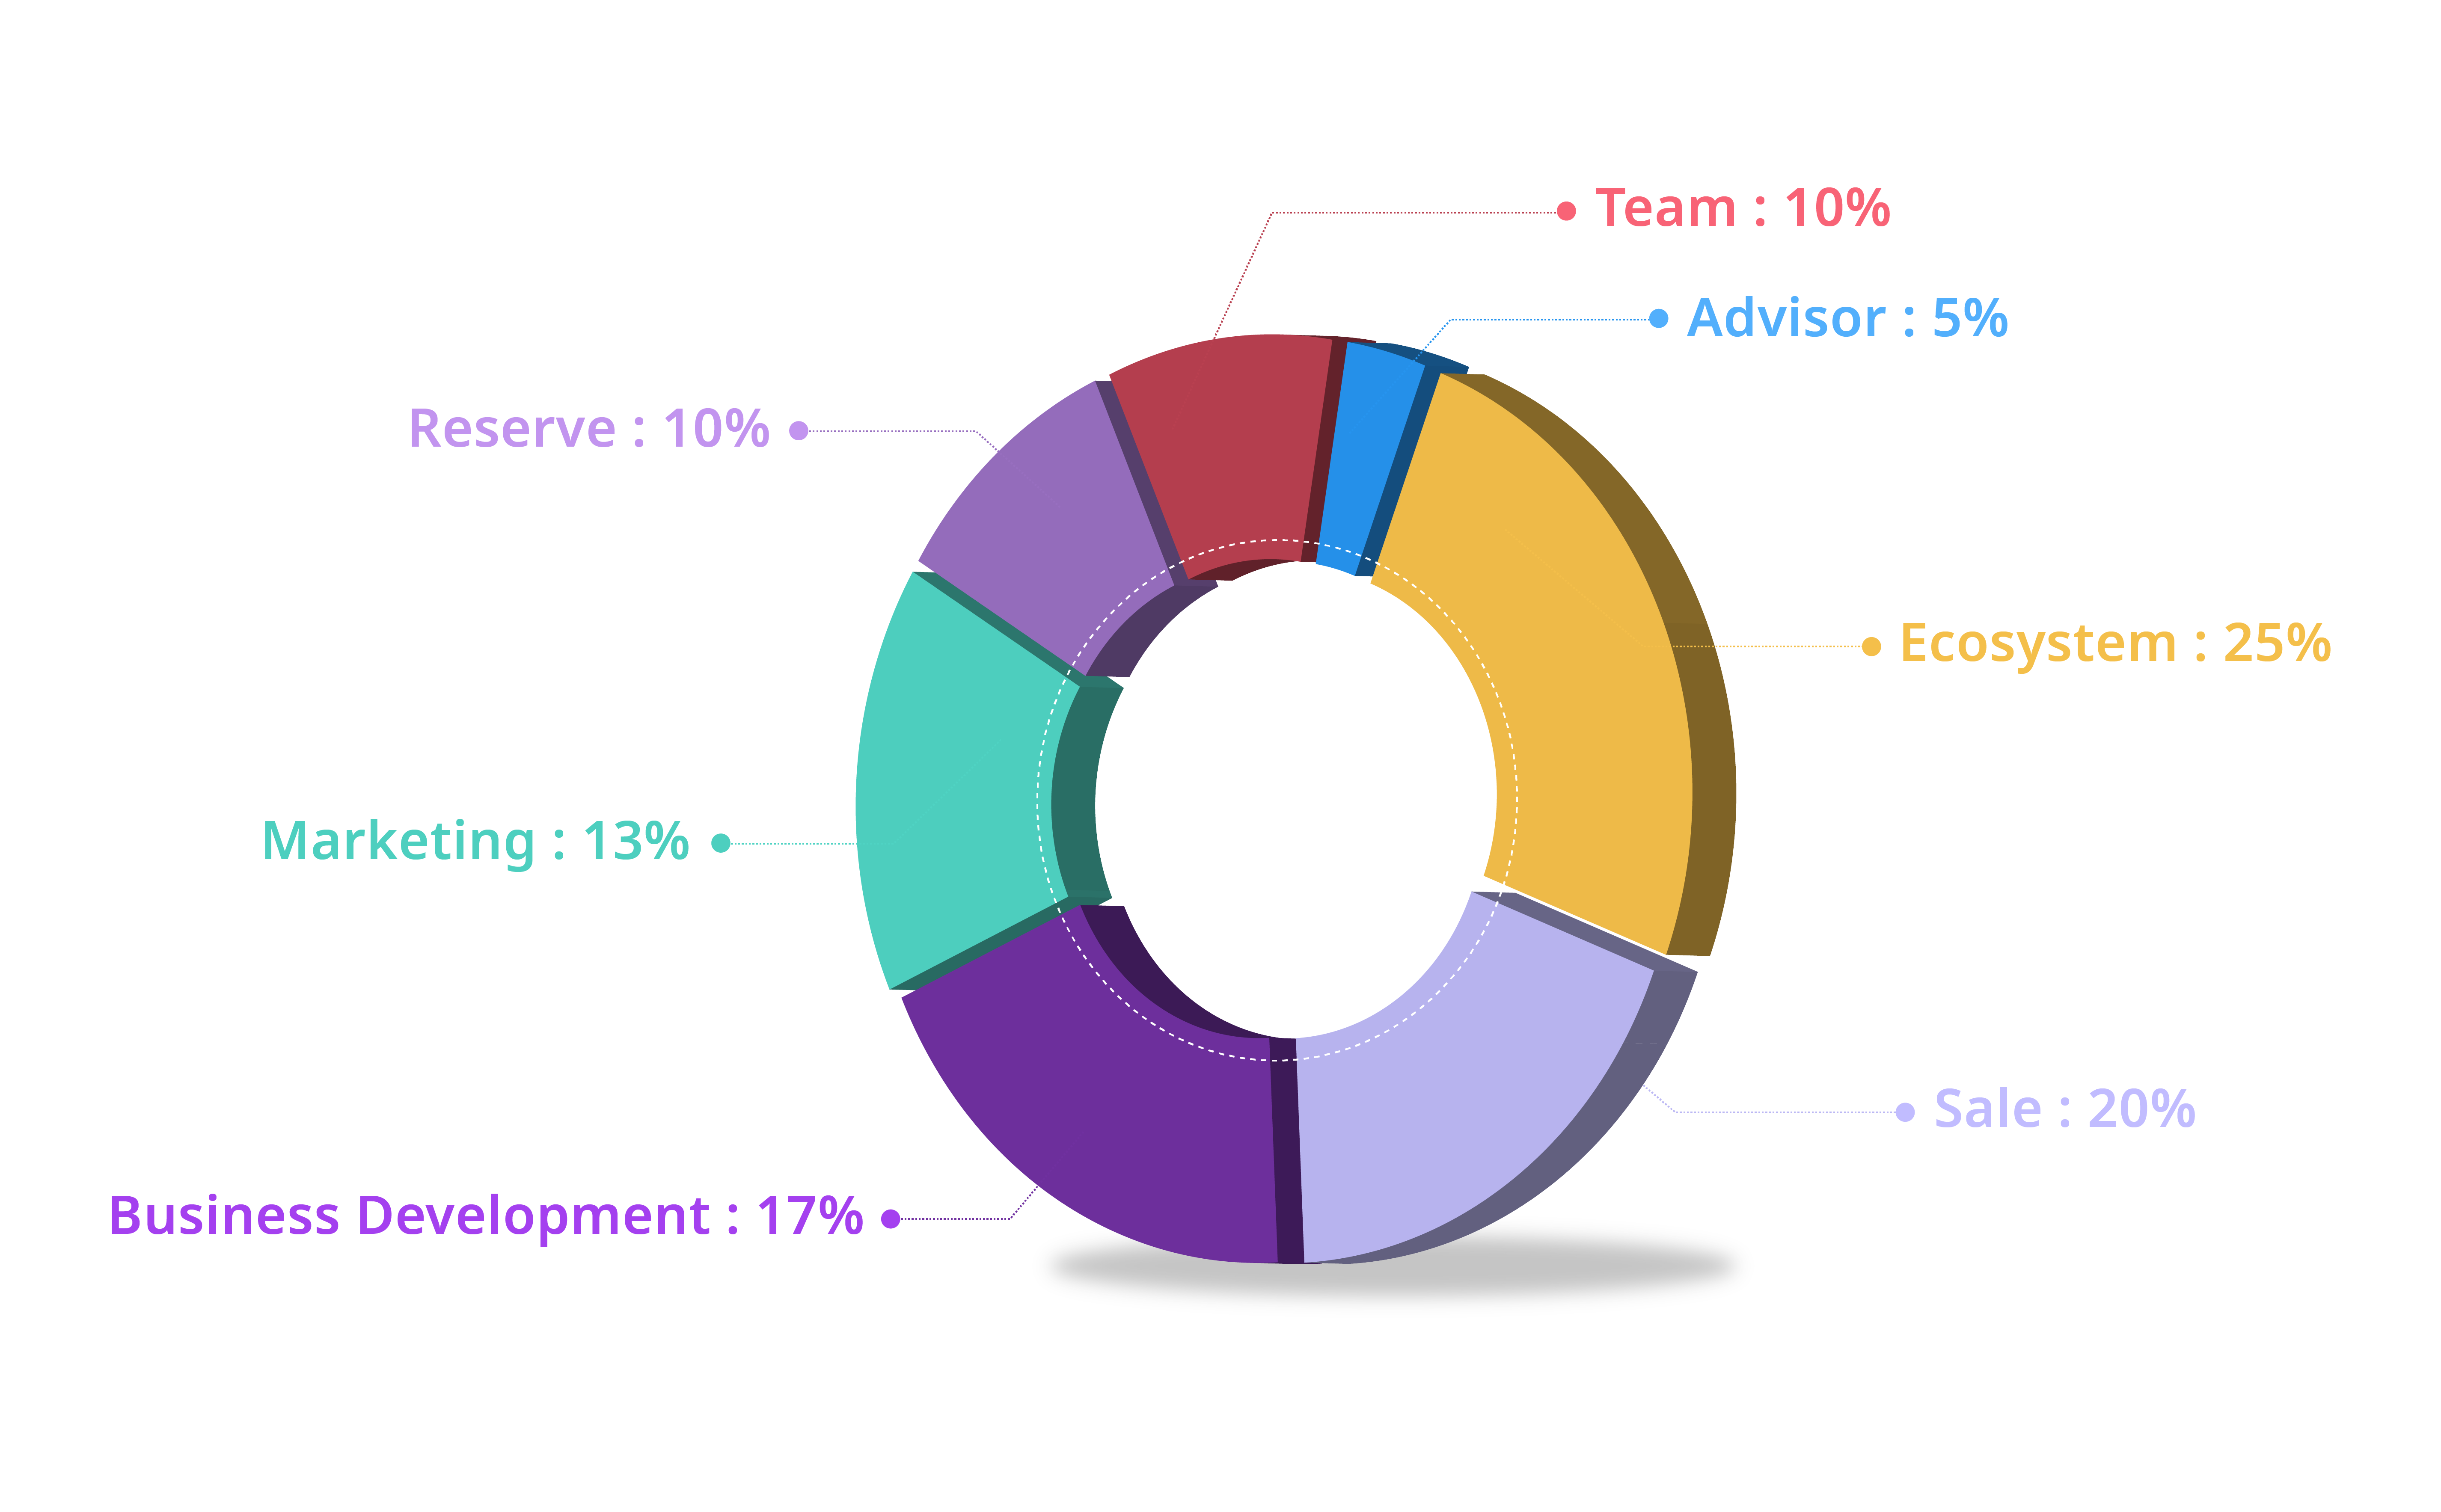 Team : 10%
Advisor : 5%
Reserve : 10%
Ecosystem : 25%
Marketing : 13%
Sale : 20%
Business Development : 17%